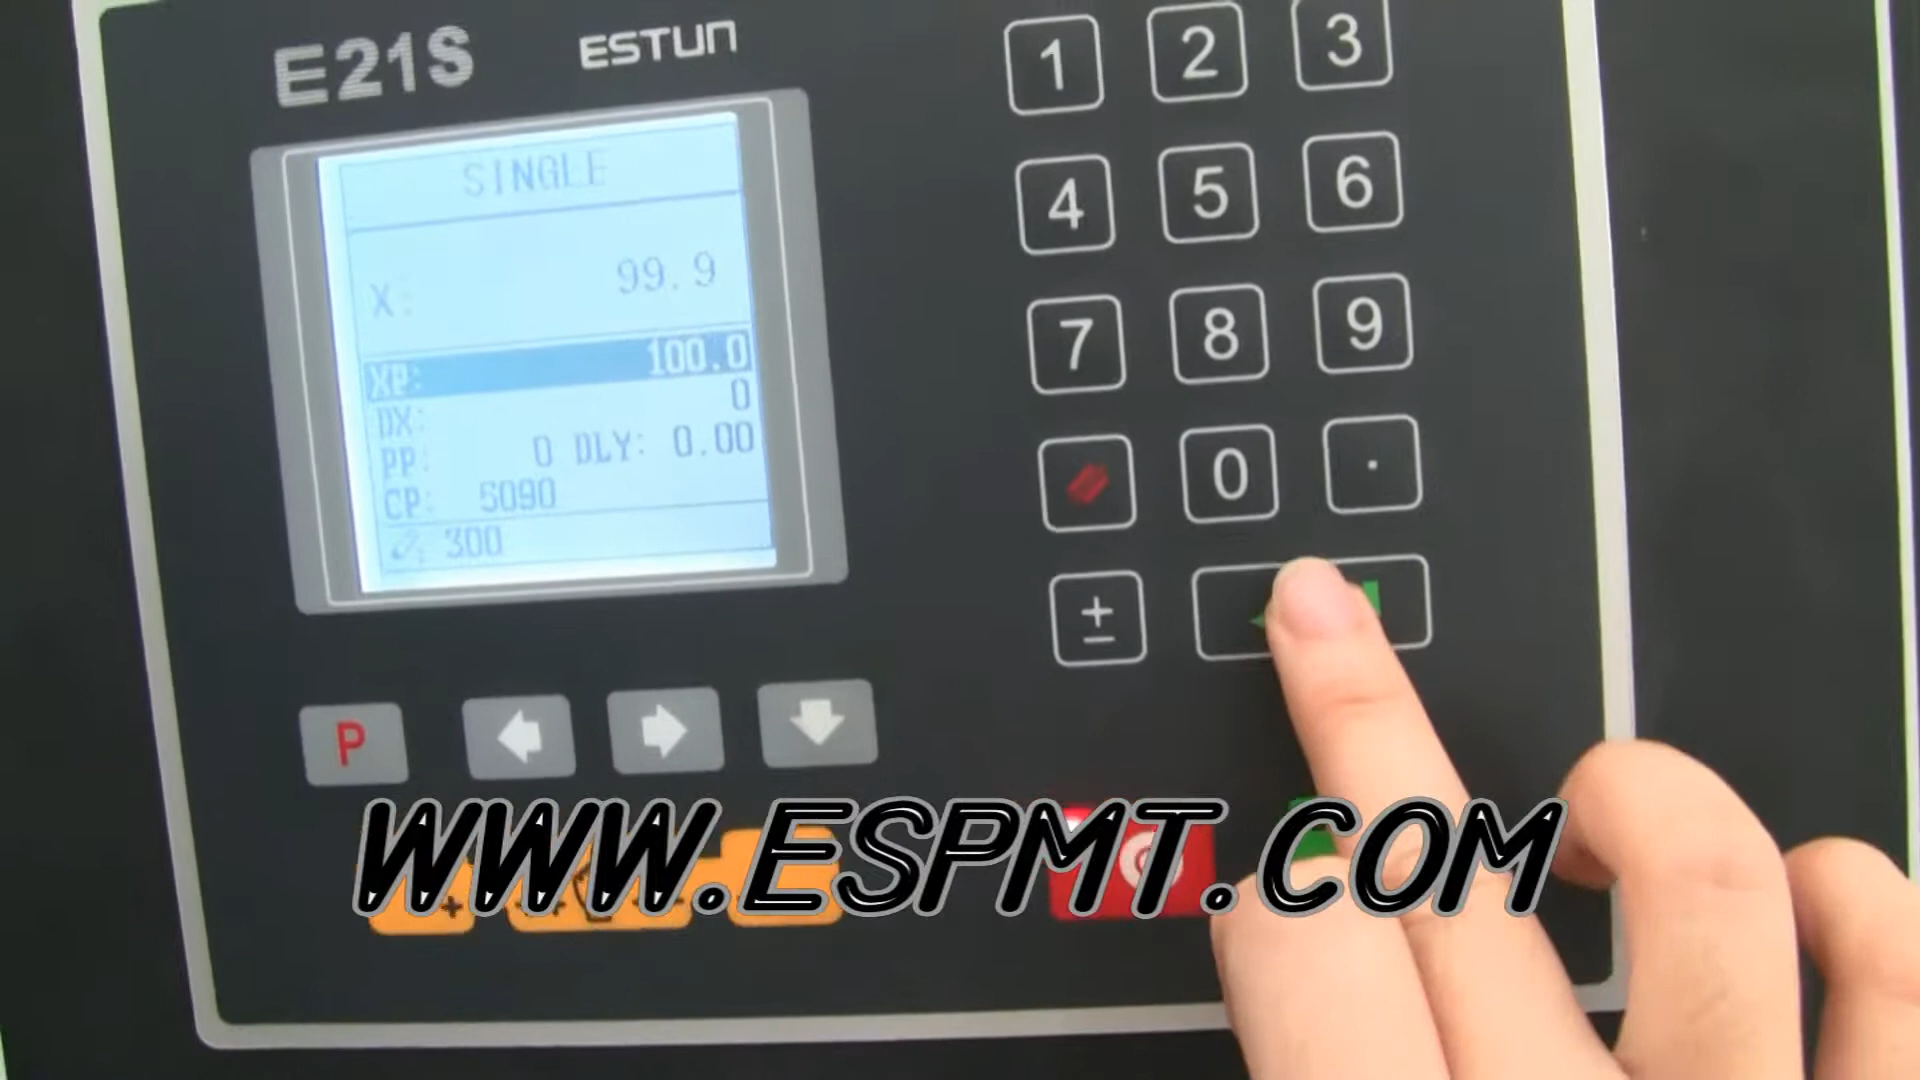 E21S ESTUN
SINGLE
X: 99.9
XP: 100.0
DX: 0
PP: 0 DLY: 0.00
CP: 5090
: 300
1 2 3
4 5 6
7 8 9
0 .
±
P
WWW.ESPMT.COM